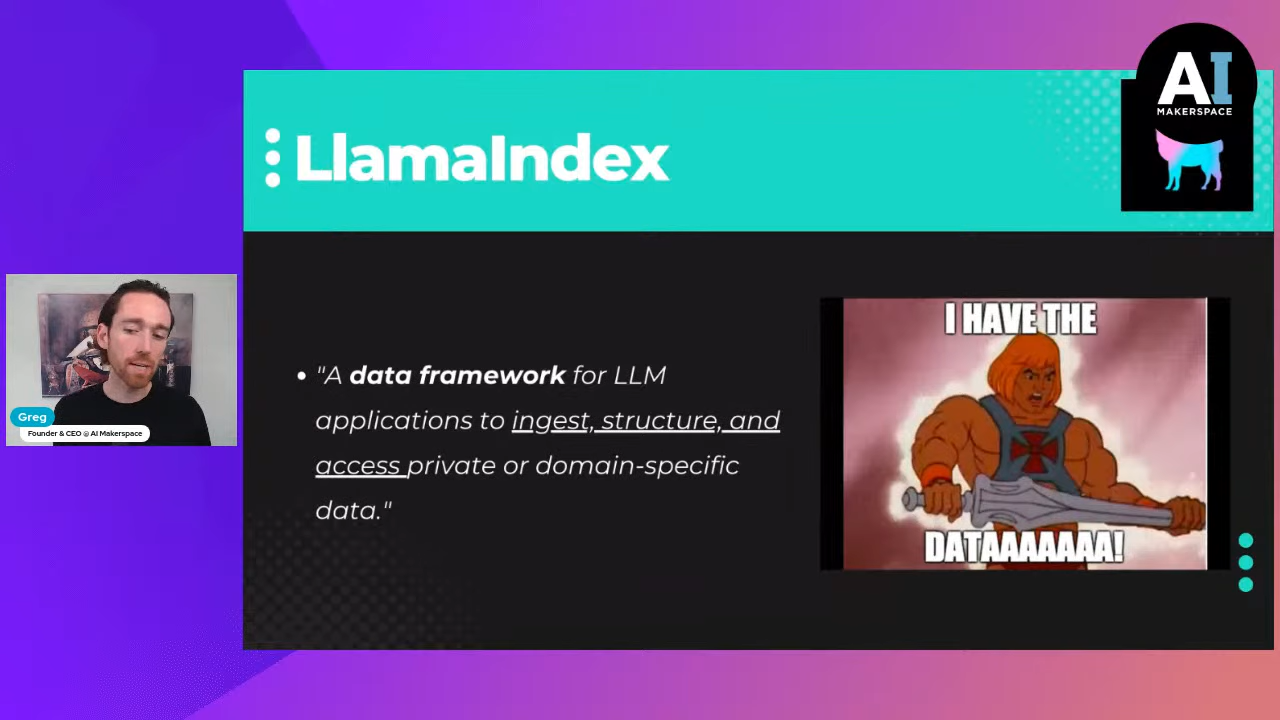 AI
MAKERSPACE
LlamaIndex
"A data framework for LLM
applications to ingest, structure, and
access private or domain-specific
data."
I HAVE THE
DATAAAAAAA!
Greg
Founder & CEO @ AI Makerspace